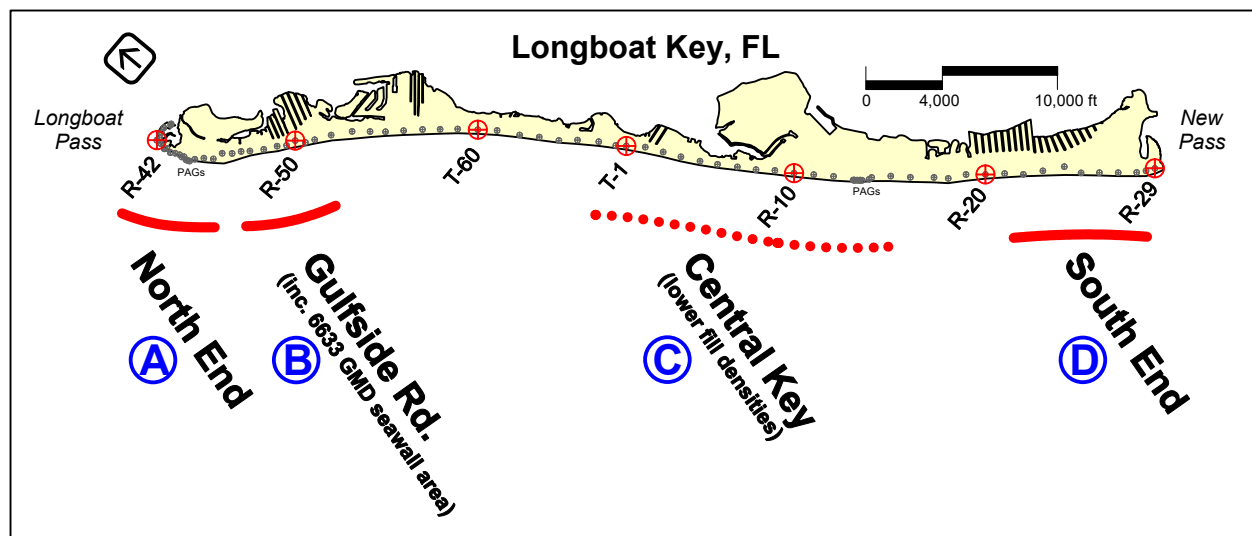 Longboat Key, FL
0 4,000 10,000 ft
Longboat
Pass
New
Pass
PAGs
PAGs
R-42
R-50
T-60
T-1
R-10
R-20
R-29
North End
Gulfside Rd.
(inc. 6633 GMD seawall area)
Central Key
(lower fill densities)
South End
A
B
C
D